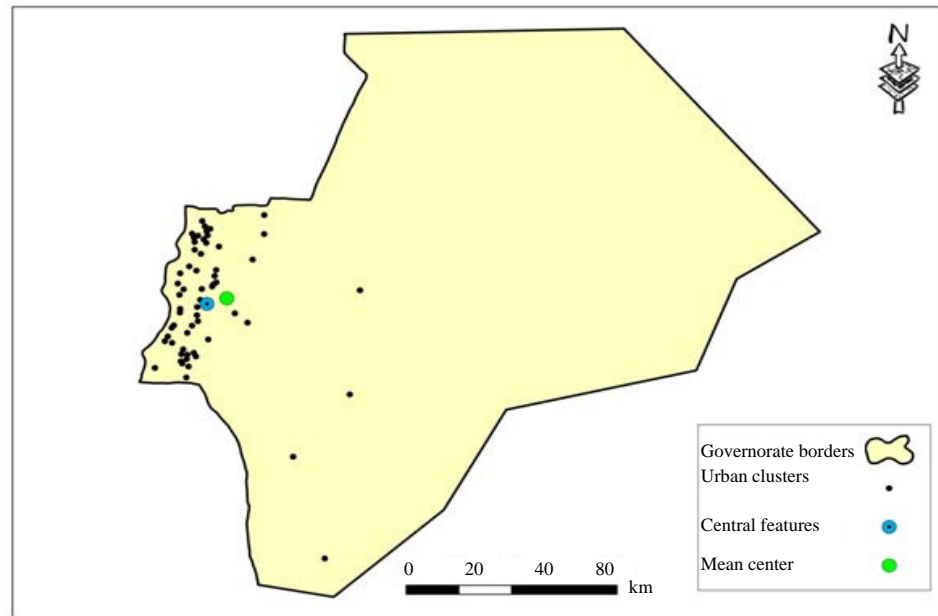 N
Governorate borders
Urban clusters
Central features
Mean center
0 20 40 80
km